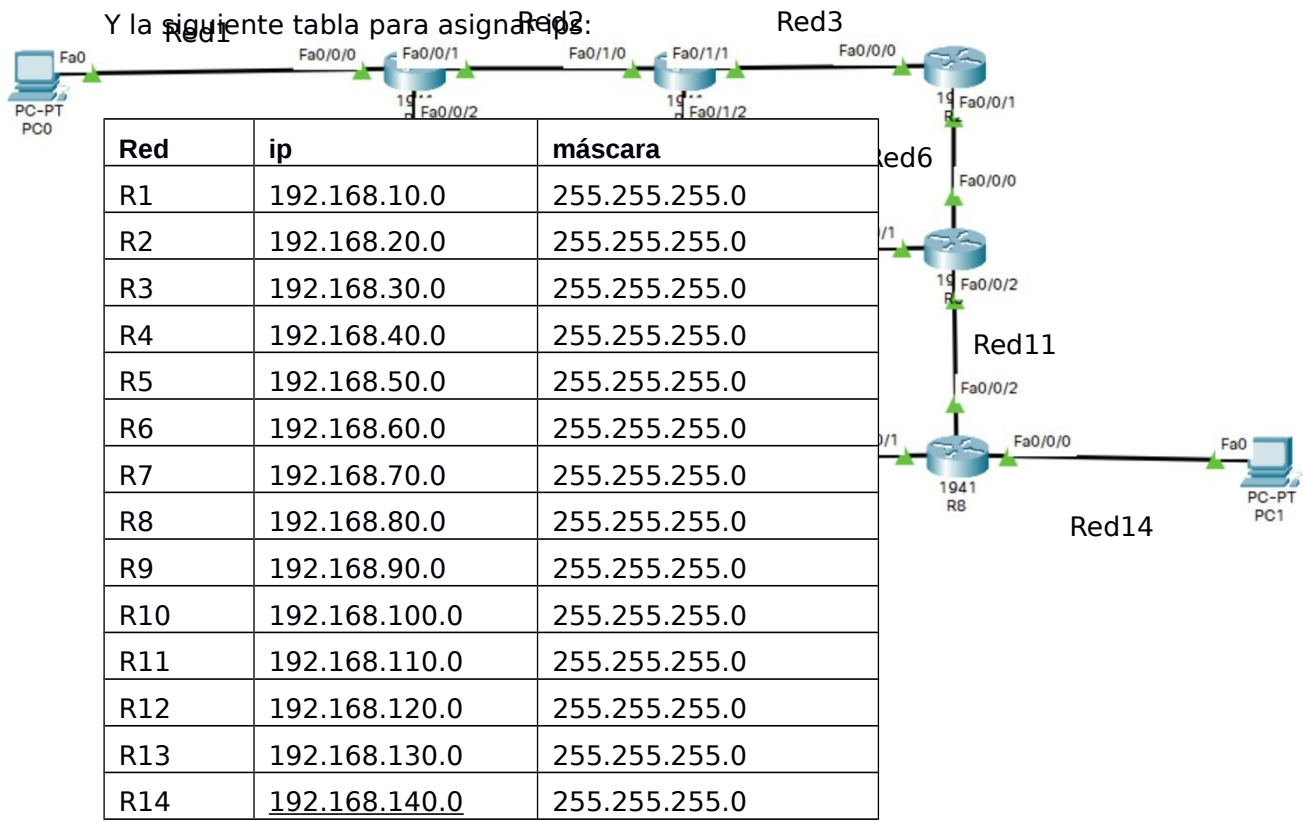 Y la siguiente tabla para asignar ips:
Red1
Red2
Red3
Fa0
Fa0/0/0
Fa0/0/1
Fa0/1/0
Fa0/1/1
Fa0/0/0
PC-PT
PC0
Fa0/0/2
Fa0/1/2
Fa0/0/1
Red6
Fa0/0/0
/1
Fa0/0/2
Red11
Fa0/0/2
/1
Fa0/0/0
Fa0
1941
R8
PC-PT
PC1
Red14
Red ip máscara
R1 192.168.10.0 255.255.255.0
R2 192.168.20.0 255.255.255.0
R3 192.168.30.0 255.255.255.0
R4 192.168.40.0 255.255.255.0
R5 192.168.50.0 255.255.255.0
R6 192.168.60.0 255.255.255.0
R7 192.168.70.0 255.255.255.0
R8 192.168.80.0 255.255.255.0
R9 192.168.90.0 255.255.255.0
R10 192.168.100.0 255.255.255.0
R11 192.168.110.0 255.255.255.0
R12 192.168.120.0 255.255.255.0
R13 192.168.130.0 255.255.255.0
R14 192.168.140.0 255.255.255.0